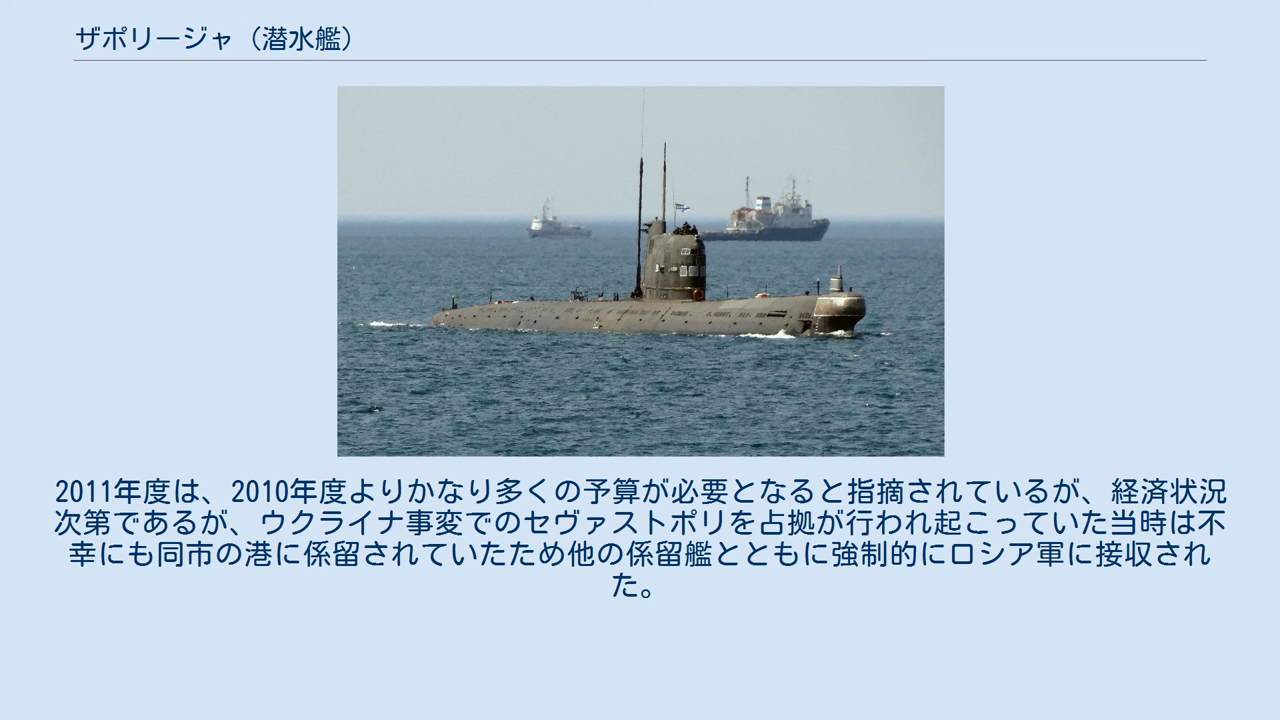 ザポリージャ（潜水艦）
2011年度は、2010年度よりかなり多くの予算が必要となると指摘されているが、経済状況
次第であるが、ウクライナ事変でのセヴァストポリを占拠が行われ起こっていた当時は不
幸にも同市の港に係留されていたため他の係留艦とともに強制的にロシア軍に接収され
た。